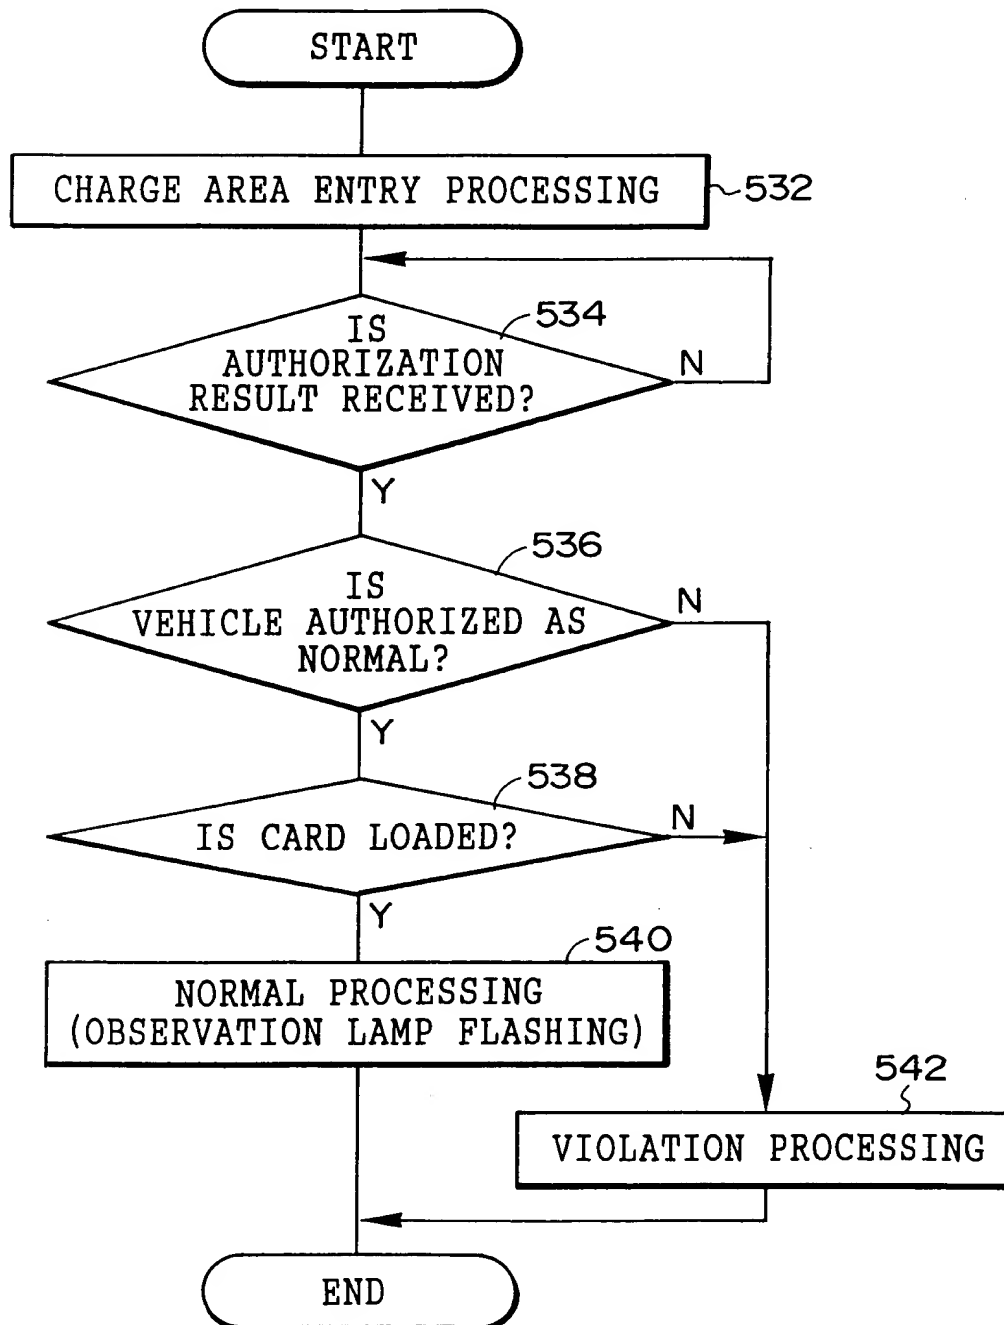 START
CHARGE AREA ENTRY PROCESSING
532
534
IS
AUTHORIZATION
RESULT RECEIVED?
N
Y
536
IS
VEHICLE AUTHORIZED AS
NORMAL?
N
Y
538
IS CARD LOADED?
N
Y
540
NORMAL PROCESSING
(OBSERVATION LAMP FLASHING)
542
VIOLATION PROCESSING
END